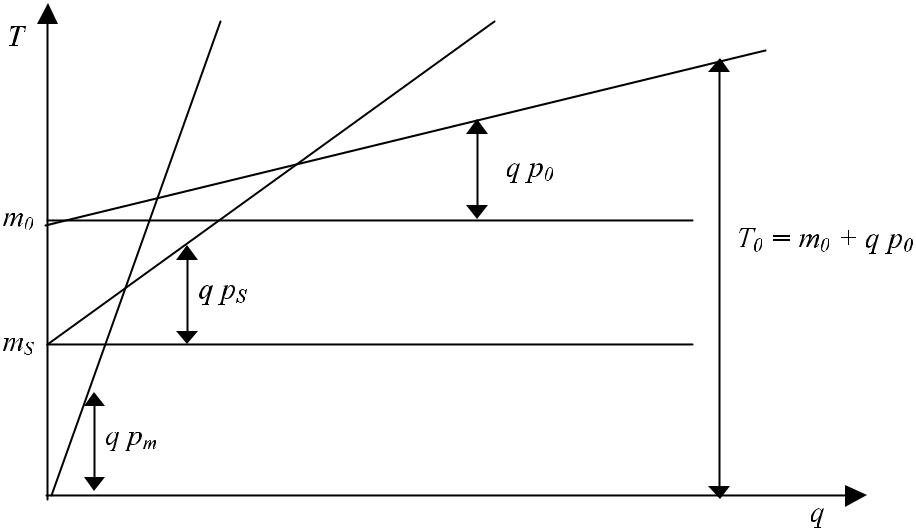 T
q p₀
m₀
T₀ = m₀ + q p₀
q pS
mS
q pₘ
q